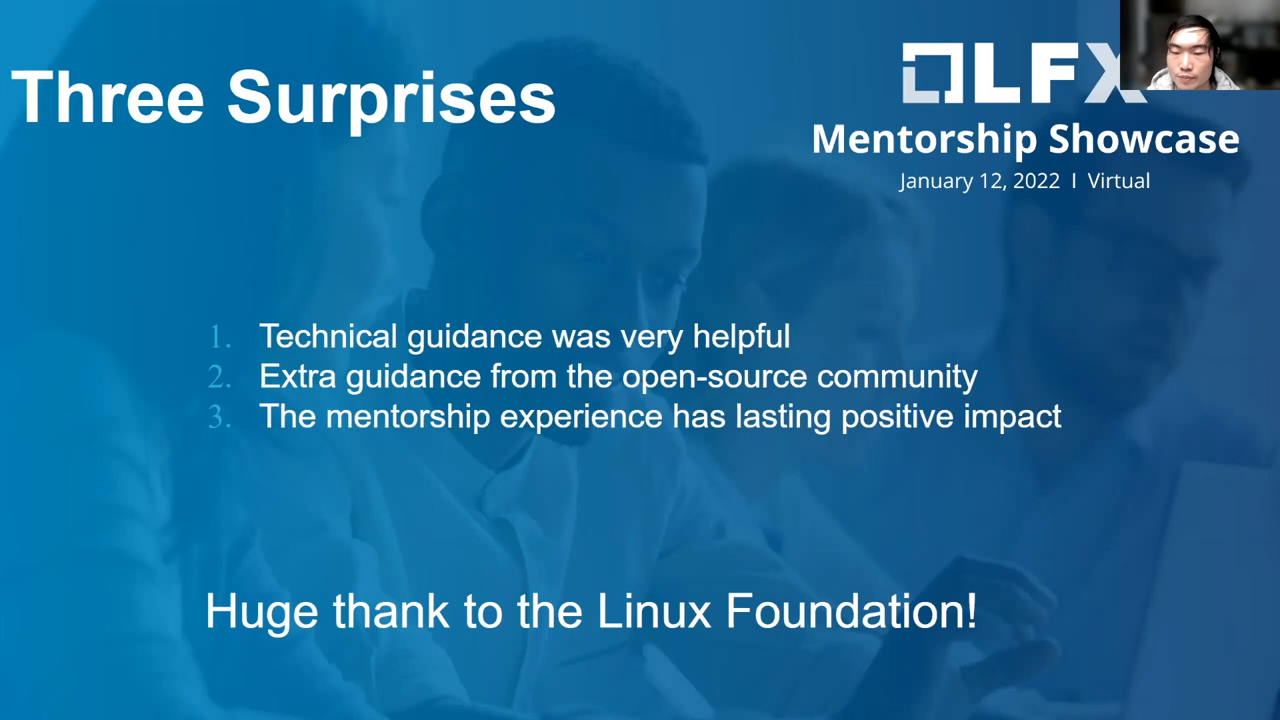 Three Surprises
LFX
Mentorship Showcase
January 12, 2022 I Virtual
1. Technical guidance was very helpful
2. Extra guidance from the open-source community
3. The mentorship experience has lasting positive impact
Huge thank to the Linux Foundation!